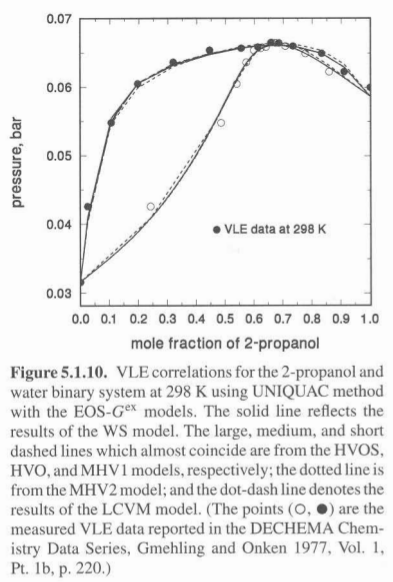 0.07
0.06
0.05
0.04
0.03
pressure, bar
● VLE data at 298 K
0.0 0.1 0.2 0.3 0.4 0.5 0.6 0.7 0.8 0.9 1.0
mole fraction of 2-propanol
Figure 5.1.10. VLE correlations for the 2-propanol and
water binary system at 298 K using UNIQUAC method
with the EOS-Gᵉˣ models. The solid line reflects the
results of the WS model. The large, medium, and short
dashed lines which almost coincide are from the HVOS,
HVO, and MHV1 models, respectively; the dotted line is
from the MHV2 model; and the dot-dash line denotes the
results of the LCVM model. (The points (○, ●) are the
measured VLE data reported in the DECHEMA Chem-
istry Data Series, Gmehling and Onken 1977, Vol. 1,
Pt. 1b, p. 220.)